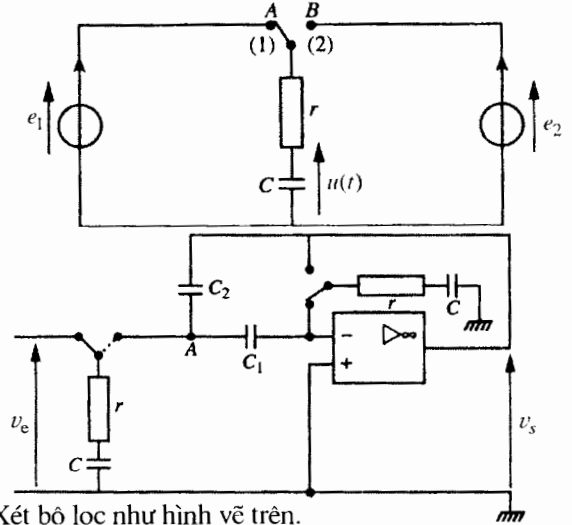 A B
(1) (2)
e₁ r e₂
C u(t)
C₂
r C
A C₁ − ▷∞
+
vₑ r vₛ
C
Xét bộ lọc như hình vẽ trên.